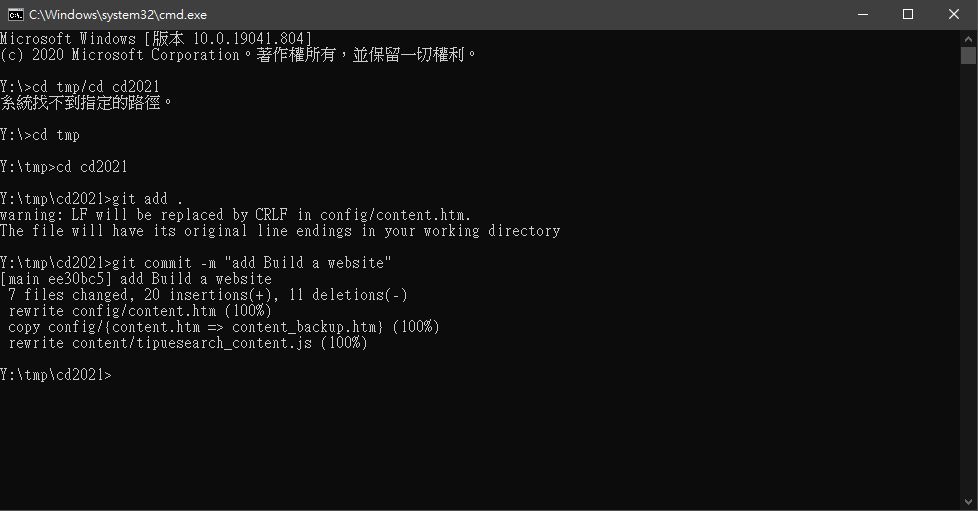 C:\Windows\system32\cmd.exe
Microsoft Windows [版本 10.0.19041.804]
(c) 2020 Microsoft Corporation。著作權所有，並保留一切權利。
Y:\>cd tmp/cd cd2021
系統找不到指定的路徑。
Y:\>cd tmp
Y:\tmp>cd cd2021
Y:\tmp\cd2021>git add .
warning: LF will be replaced by CRLF in config/content.htm.
The file will have its original line endings in your working directory
Y:\tmp\cd2021>git commit -m "add Build a website"
[main ee30bc5] add Build a website
 7 files changed, 20 insertions(+), 11 deletions(-)
 rewrite config/content.htm (100%)
 copy config/{content.htm => content_backup.htm} (100%)
 rewrite content/tipuesearch_content.js (100%)
Y:\tmp\cd2021>